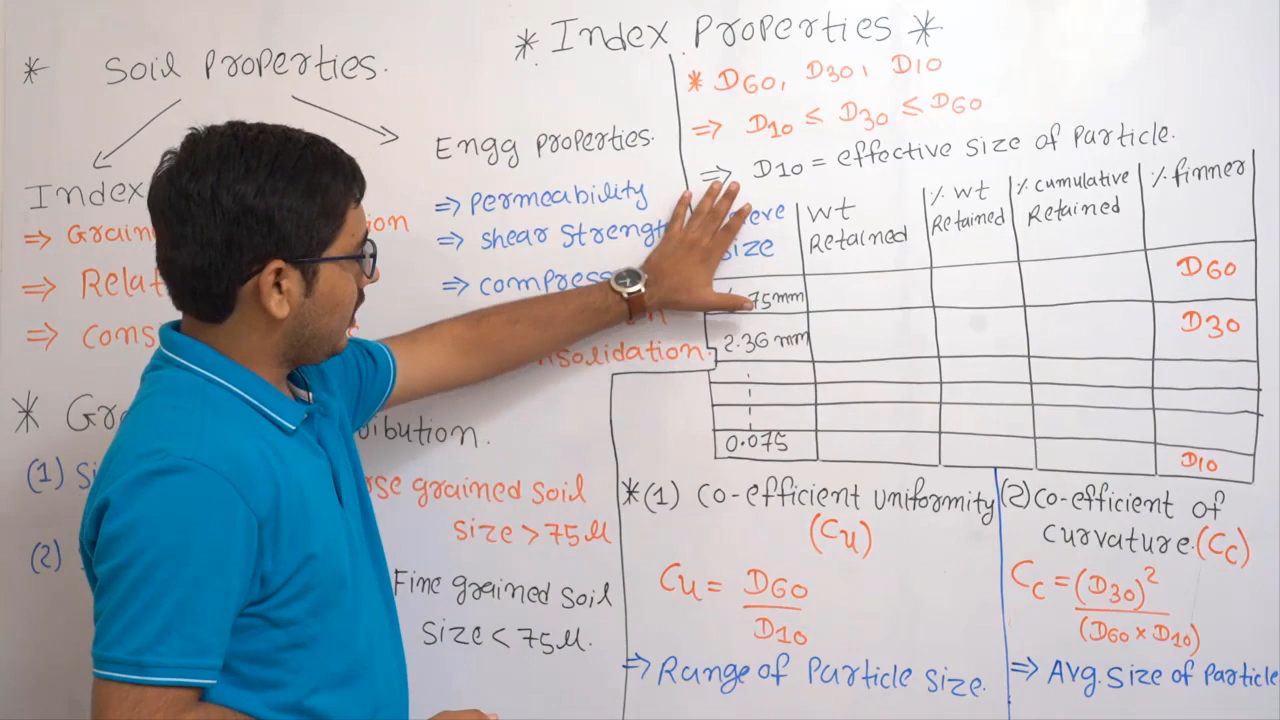 * Index Properties *
* Soil Properties.
Index
⇒ Grain
⇒ Relat
⇒ Cons
Engg properties.
⇒ Permeability
⇒ shear Strengt
⇒ compress
nsolidation.
* Gr ibution.
(1) Si
rse grained soil
size > 75μ
(2)
Fine grained soil
size < 75μ.
* D60, D30, D10
⇒ D10 ≤ D30 ≤ D60
⇒ D10 = effective size of Particle.
eve size | Wt Retained | % wt Retained | % cumulative Retained | % finner
75mm | D60
2.36 mm | D30
0.075 | D10
*(1) Co-efficient uniformity
(Cu)
Cu = D60 / D10
⇒ Range of Particle size.
(2) Co-efficient of
curvature.(Cc)
Cc = (D30)² / (D60 × D10)
⇒ Avg. size of Particle